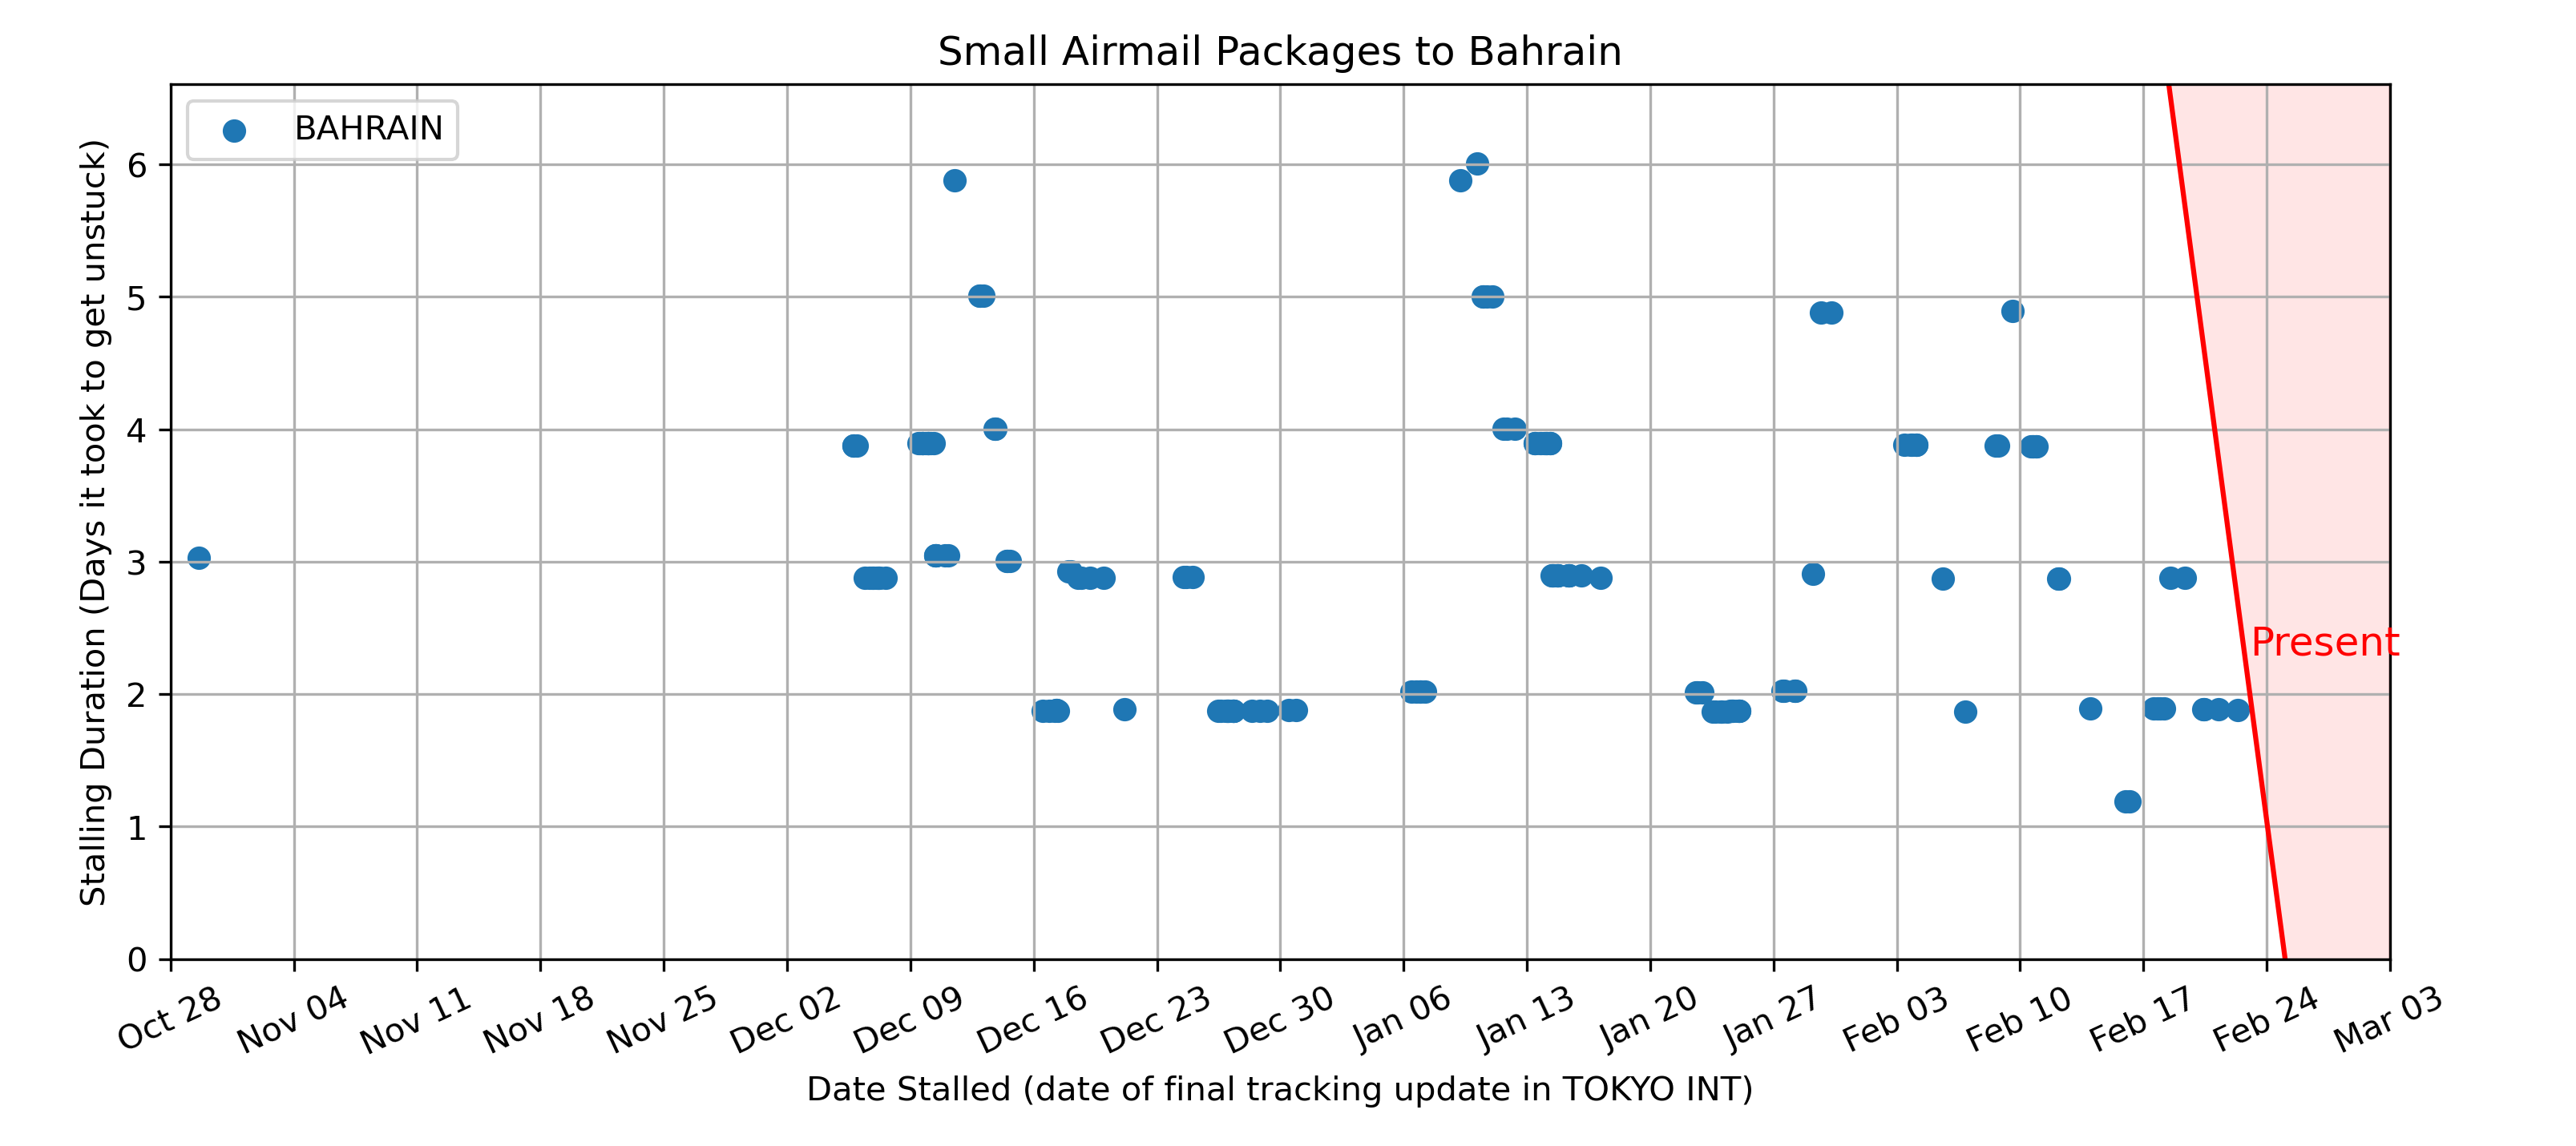 Small Airmail Packages to Bahrain
BAHRAIN
Stalling Duration (Days it took to get unstuck)
6
5
4
3
2
1
0
Present
Oct 28 Nov 04 Nov 11 Nov 18 Nov 25 Dec 02 Dec 09 Dec 16 Dec 23 Dec 30 Jan 06 Jan 13 Jan 20 Jan 27 Feb 03 Feb 10 Feb 17 Feb 24 Mar 03
Date Stalled (date of final tracking update in TOKYO INT)